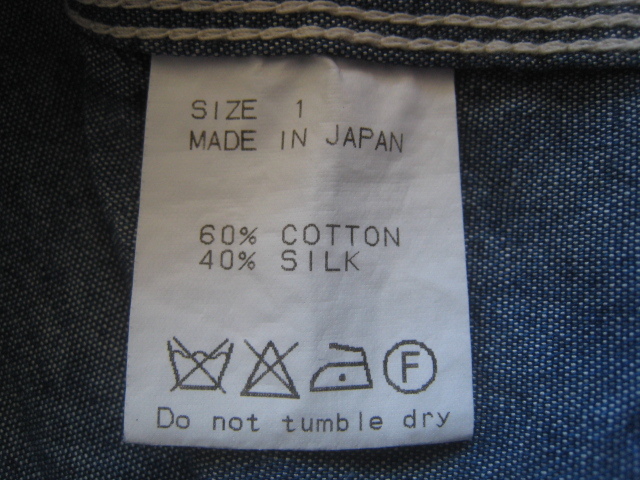 SIZE 1
MADE IN JAPAN
60% COTTON
40% SILK
F
Do not tumble dry